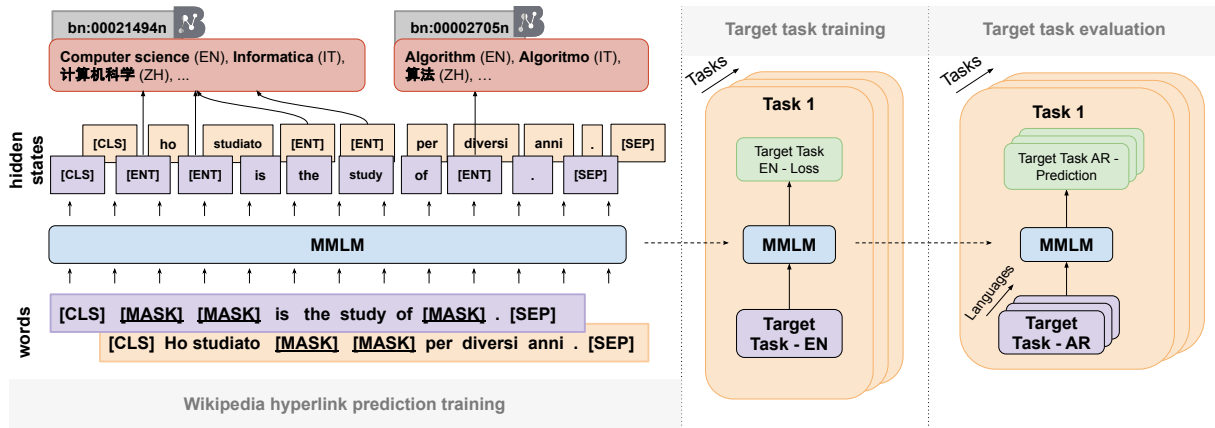 bn:00021494n
Computer science (EN), Informatica (IT),
计算机科学 (ZH), ...
bn:00002705n
Algorithm (EN), Algoritmo (IT),
算法 (ZH), ...
hidden
states
[CLS] ho studiato [ENT] [ENT] per diversi anni . [SEP]
[CLS] [ENT] [ENT] is the study of [ENT] . [SEP]
MMLM
words
[CLS] [MASK] [MASK] is the study of [MASK] . [SEP]
[CLS] Ho studiato [MASK] [MASK] per diversi anni . [SEP]
Wikipedia hyperlink prediction training
Target task training
Tasks
Task 1
Target Task
EN - Loss
MMLM
Target
Task - EN
Target task evaluation
Tasks
Task 1
Target Task AR -
Prediction
MMLM
Languages
Target
Task - AR